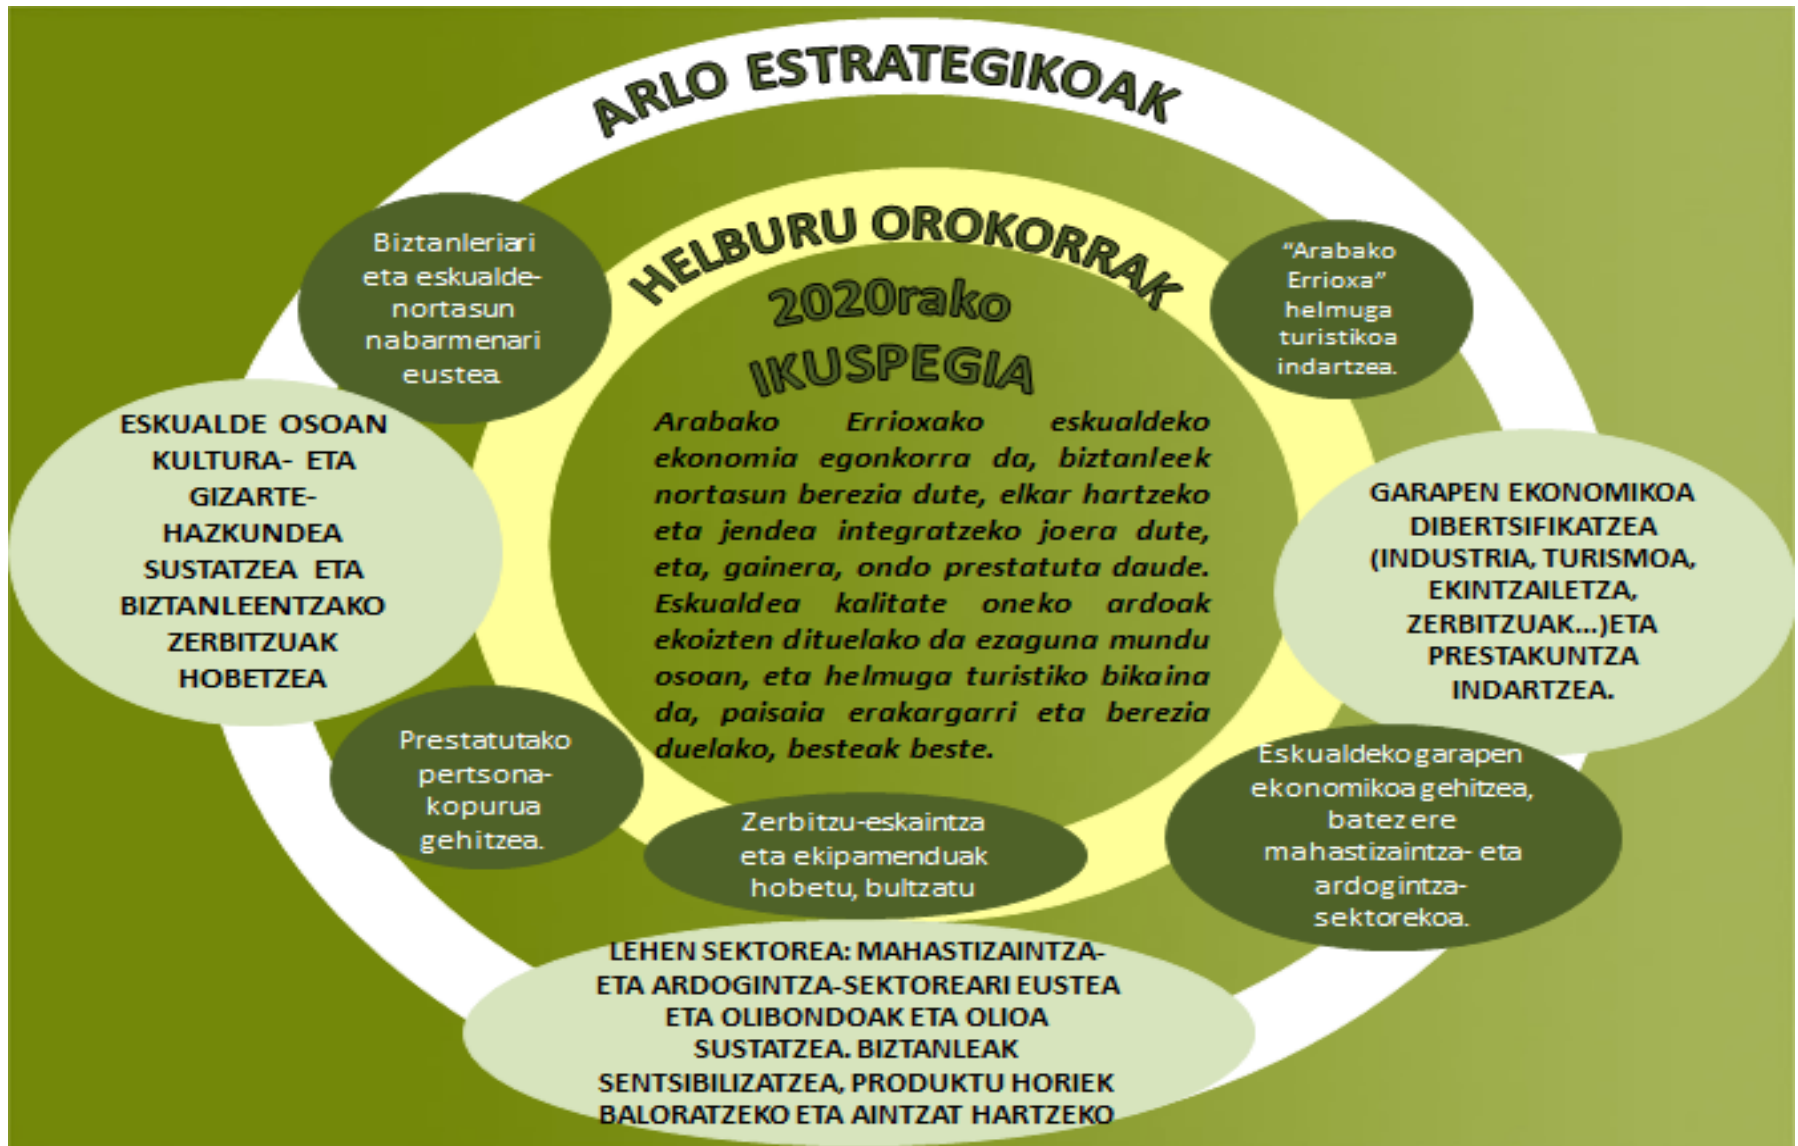 ARLO ESTRATEGIKOAK
HELBURU OROKORRAK
2020rako
IKUSPEGIA
Arabako Errioxako eskualdeko
ekonomia egonkorra da, biztanleek
nortasun berezia dute, elkar hartzeko
eta jendea integratzeko joera dute,
eta, gainera, ondo prestatuta daude.
Eskualdea kalitate oneko ardoak
ekoizten dituelako da ezaguna mundu
osoan, eta helmuga turistiko bikaina
da, paisaia erakargarri eta berezia
duelako, besteak beste.
Biztanleriari
eta eskualde-
nortasun
nabarmenari
eustea.
“Arabako
Errioxa”
helmuga
turistikoa
indartzea.
ESKUALDE OSOAN
KULTURA- ETA
GIZARTE-
HAZKUNDEA
SUSTATZEA ETA
BIZTANLEENTZAKO
ZERBITZUAK
HOBETZEA
GARAPEN EKONOMIKOA
DIBERTSIFIKATZEA
(INDUSTRIA, TURISMOA,
EKINTZAILETZA,
ZERBITZUAK...)ETA
PRESTAKUNTZA
INDARTZEA.
Prestatutako
pertsona-
kopurua
gehitzea.
Zerbitzu-eskaintza
eta ekipamenduak
hobetu, bultzatu
Eskualdeko garapen
ekonomikoa gehitzea,
batez ere
mahastizaintza- eta
ardogintza-
sektorekoa.
LEHEN SEKTOREA: MAHASTIZAINTZA-
ETA ARDOGINTZA-SEKTOREARI EUSTEA
ETA OLIBONDOAK ETA OLIOA
SUSTATZEA. BIZTANLEAK
SENTSIBILIZATZEA, PRODUKTU HORIEK
BALORATZEKO ETA AINTZAT HARTZEKO